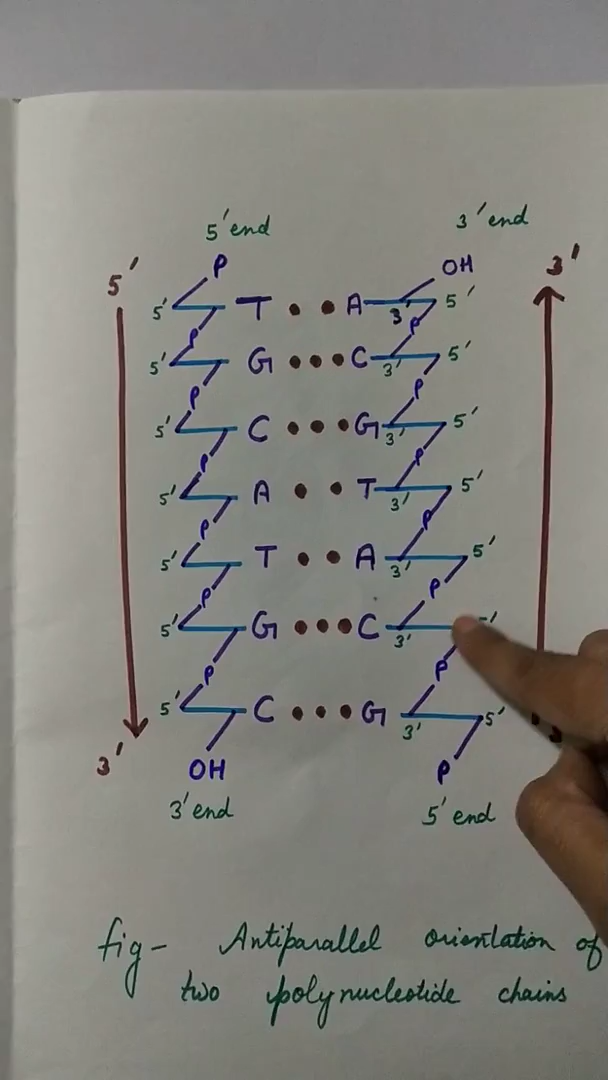 5' end 3' end
P OH
5' 3'
5' T A 3' 5'
P P
5' G C 3' 5'
P P
5' C G 3' 5'
P P
5' A T 3' 5'
P P
5' T A 3' 5'
P P
5' G C 3'
P P
5' C G 3' 5'
3'
OH P
3' end 5' end
fig- Antiparallel orientation of
two polynucleotide chains